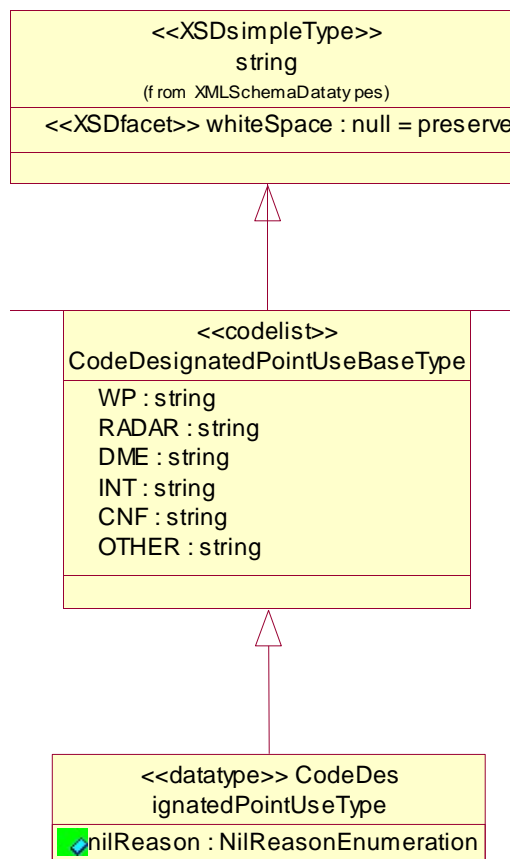 <<XSDsimpleType>>
string
(from XMLSchemaDatatypes)
<<XSDfacet>> whiteSpace : null = preserve
<<codelist>>
CodeDesignatedPointUseBaseType
WP : string
RADAR : string
DME : string
INT : string
CNF : string
OTHER : string
<<datatype>> CodeDes
ignatedPointUseType
nilReason : NilReasonEnumeration